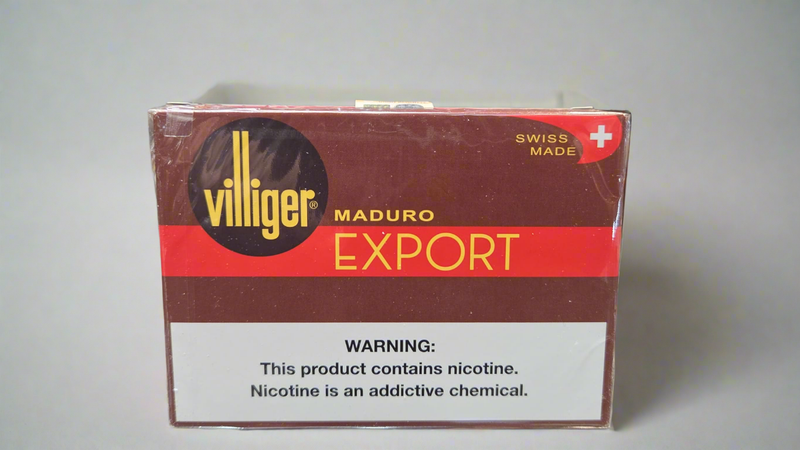 villiger®
SWISS
MADE
MADURO
EXPORT
WARNING:
This product contains nicotine.
Nicotine is an addictive chemical.